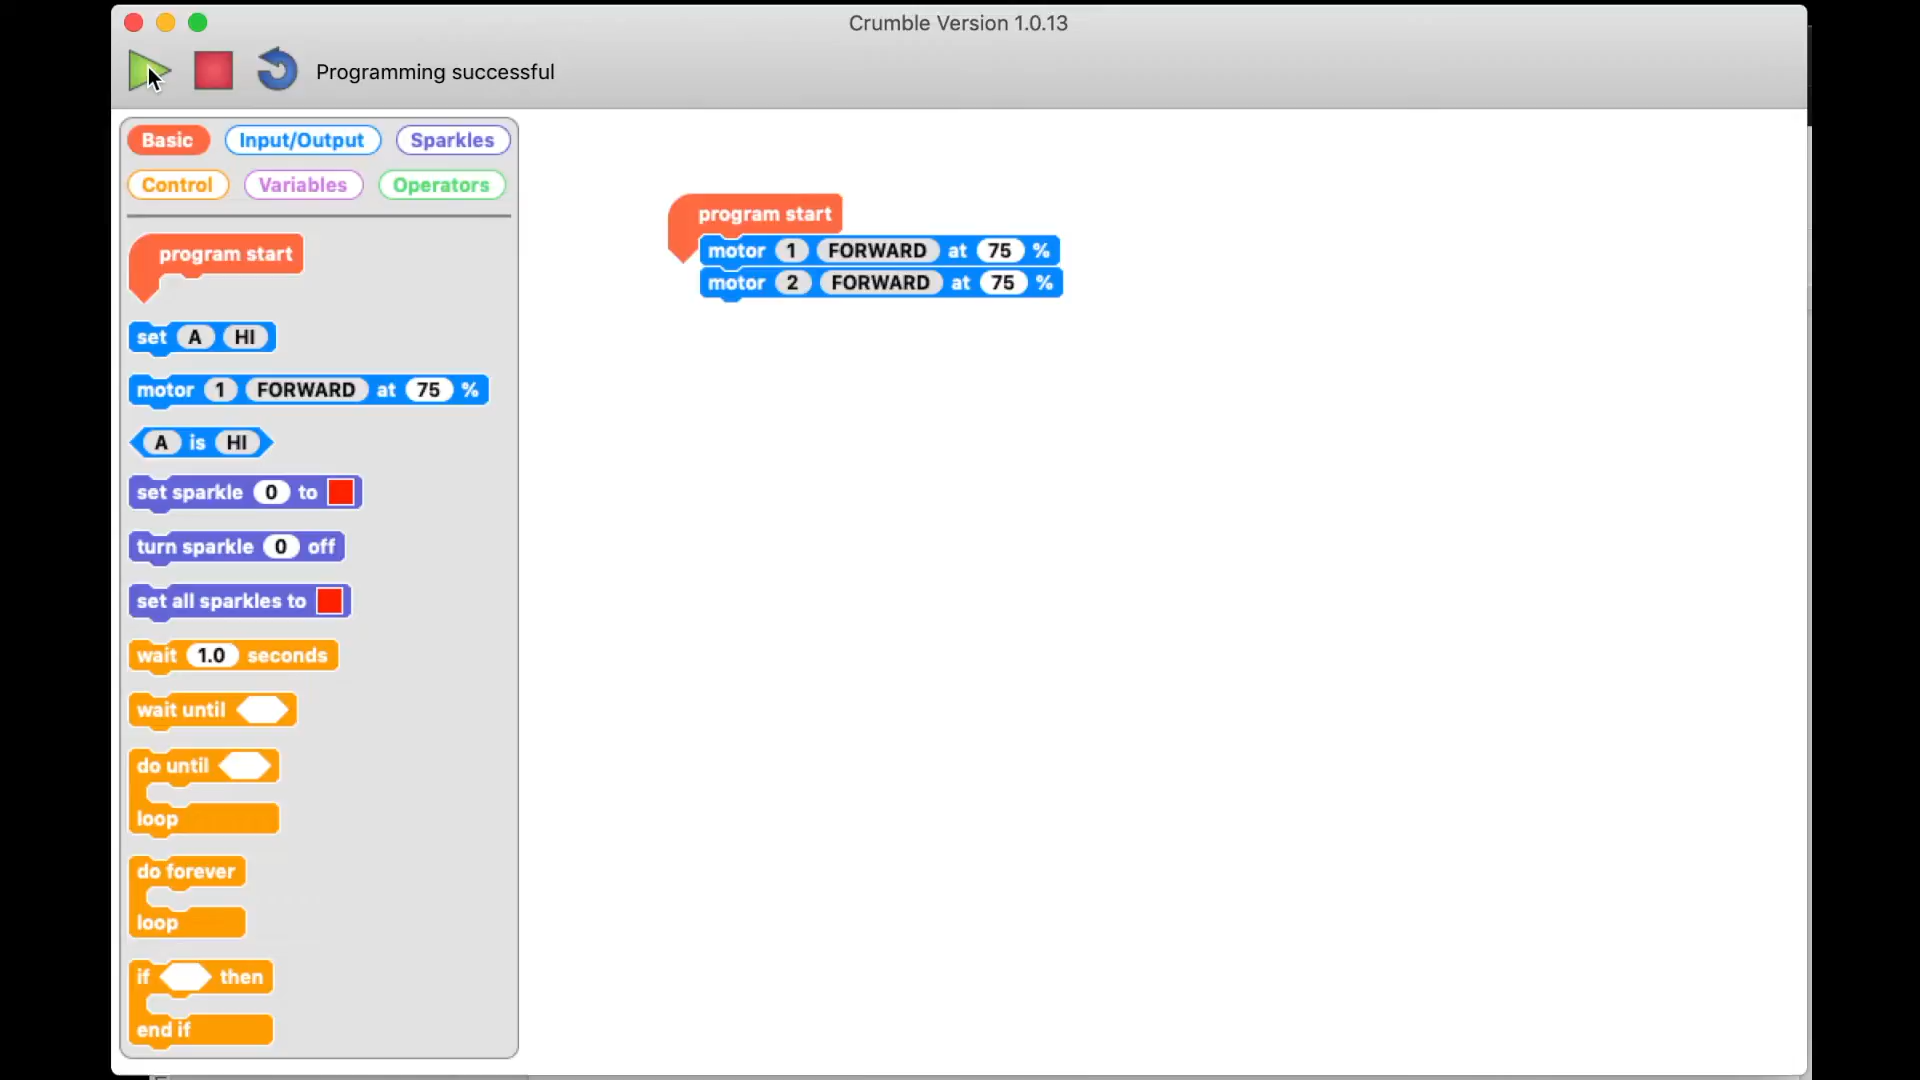 Crumble Version 1.0.13
Programming successful
Basic Input/Output Sparkles
Control Variables Operators
program start
set A HI
motor 1 FORWARD at 75 %
A is HI
set sparkle 0 to
turn sparkle 0 off
set all sparkles to
wait 1.0 seconds
wait until
do until
loop
do forever
loop
if then
end if
program start
motor 1 FORWARD at 75 %
motor 2 FORWARD at 75 %